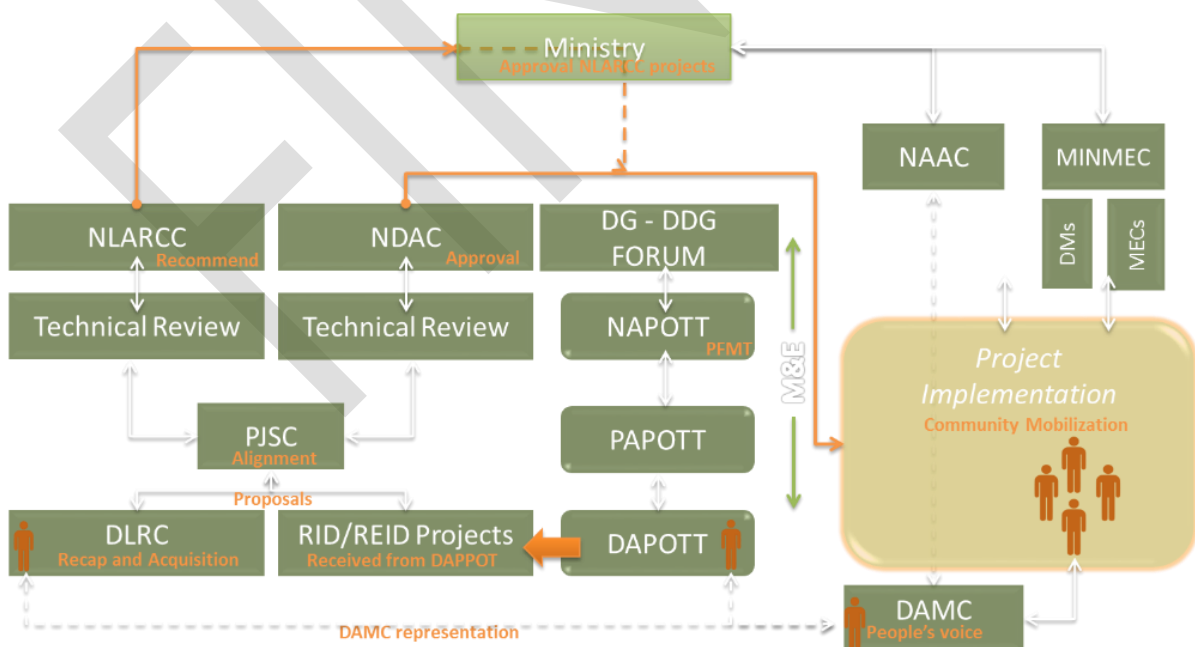 Ministry
Approval NLARCC projects
NAAC
MINMEC
NLARCC
Recommend
NDAC
Approval
DG - DDG
FORUM
DMs
MECs
Technical Review
Technical Review
NAPOTT
PFMT
M&E
Project
Implementation
Community Mobilization
PJSC
Alignment
PAPOTT
Proposals
DLRC
Recap and Acquisition
RID/REID Projects
Received from DAPPOT
DAPOTT
DAMC
People's voice
DAMC representation